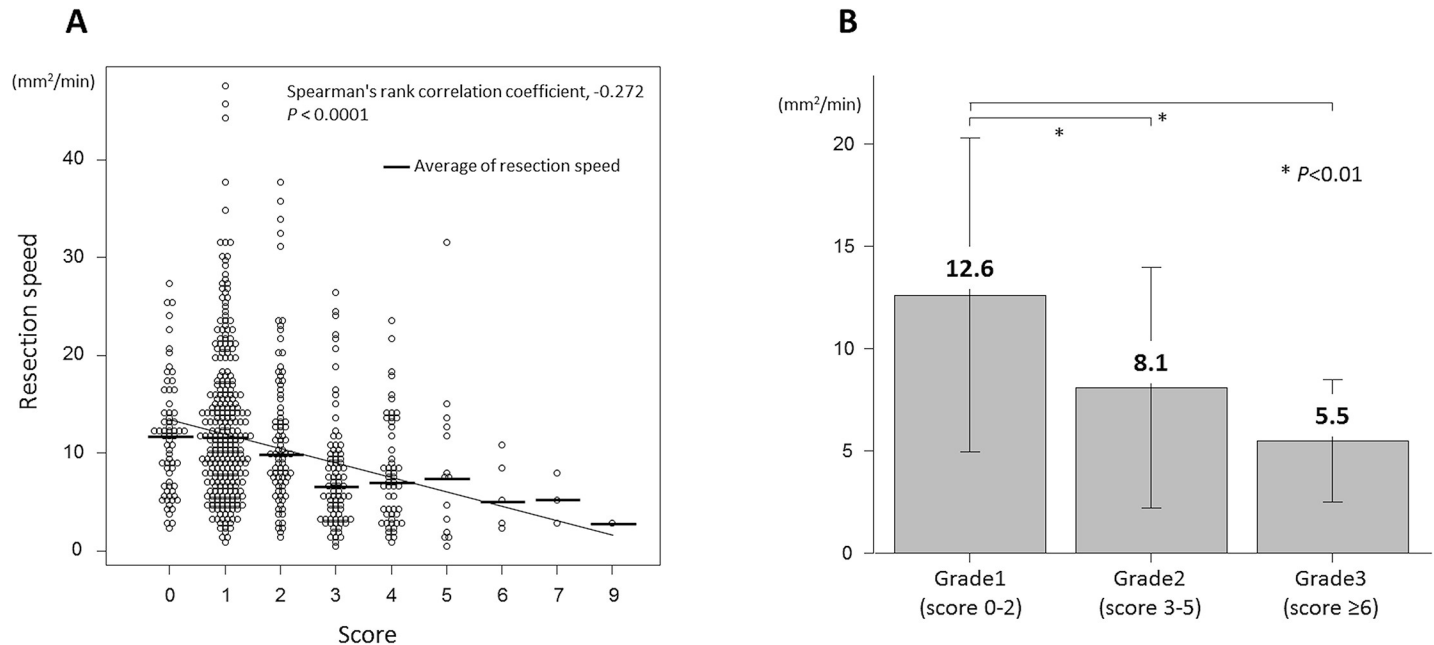 A
(mm²/min)
Spearman's rank correlation coefficient, -0.272
P < 0.0001
Average of resection speed
40
30
20
10
0
Resection speed
0 1 2 3 4 5 6 7 9
Score
B
(mm²/min)
* *
* P<0.01
20
15
10
5
0
12.6
8.1
5.5
Grade1 Grade2 Grade3
(score 0-2) (score 3-5) (score ≥6)